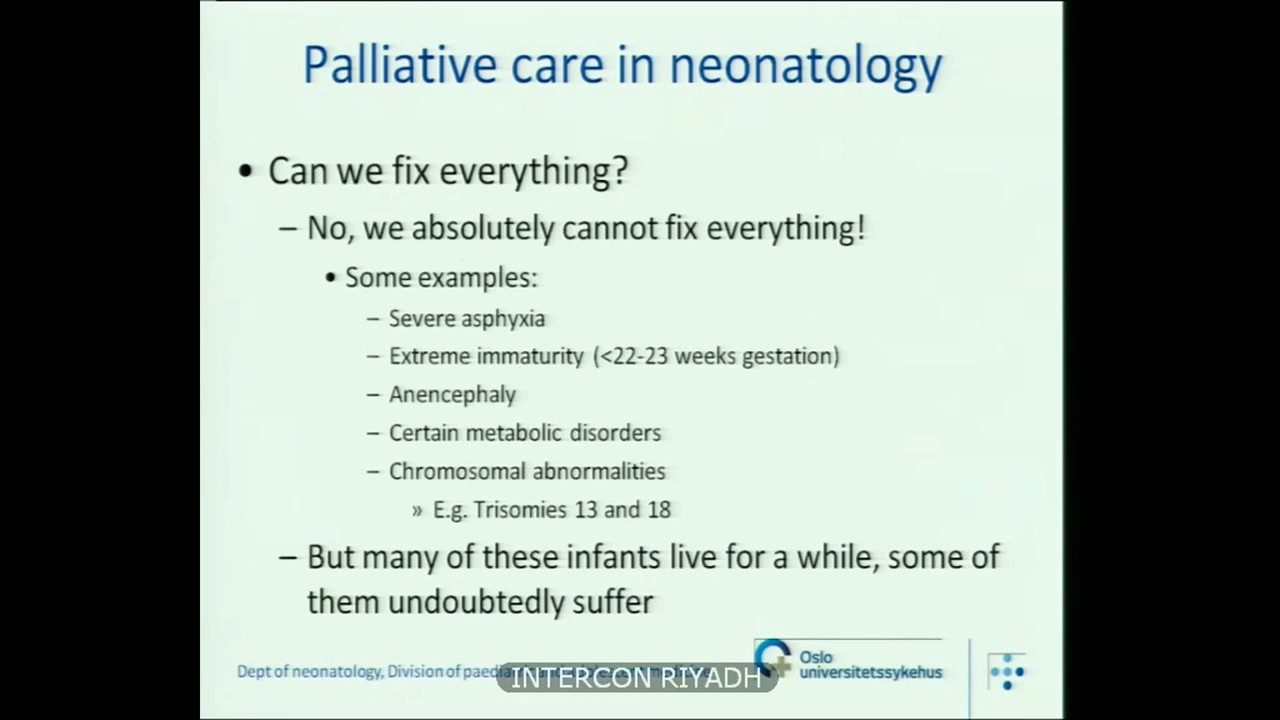 Palliative care in neonatology
• Can we fix everything?
– No, we absolutely cannot fix everything!
• Some examples:
– Severe asphyxia
– Extreme immaturity (<22-23 weeks gestation)
– Anencephaly
– Certain metabolic disorders
– Chromosomal abnormalities
» E.g. Trisomies 13 and 18
– But many of these infants live for a while, some of
them undoubtedly suffer
Dept of neonatology, Division of
INTERCON RIYADH
Oslo
universitetssykehus